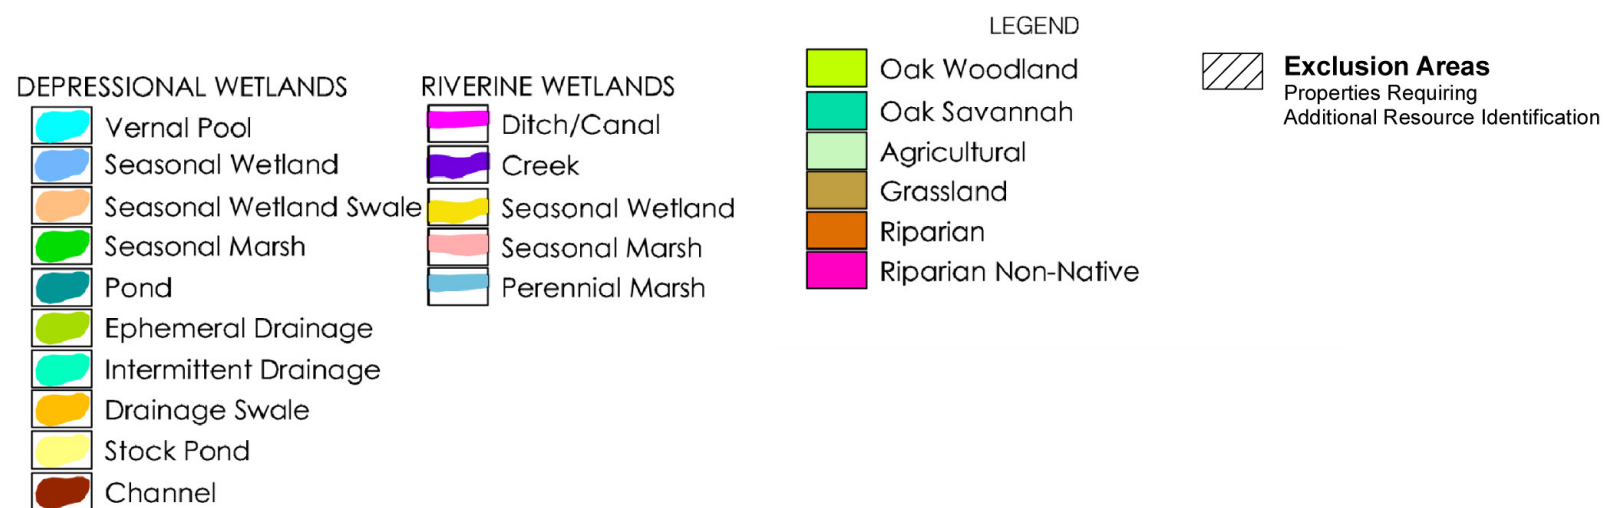 LEGEND
DEPRESSIONAL WETLANDS
Vernal Pool
Seasonal Wetland
Seasonal Wetland Swale
Seasonal Marsh
Pond
Ephemeral Drainage
Intermittent Drainage
Drainage Swale
Stock Pond
Channel
RIVERINE WETLANDS
Ditch/Canal
Creek
Seasonal Wetland
Seasonal Marsh
Perennial Marsh
Oak Woodland
Oak Savannah
Agricultural
Grassland
Riparian
Riparian Non-Native
Exclusion Areas
Properties Requiring
Additional Resource Identification